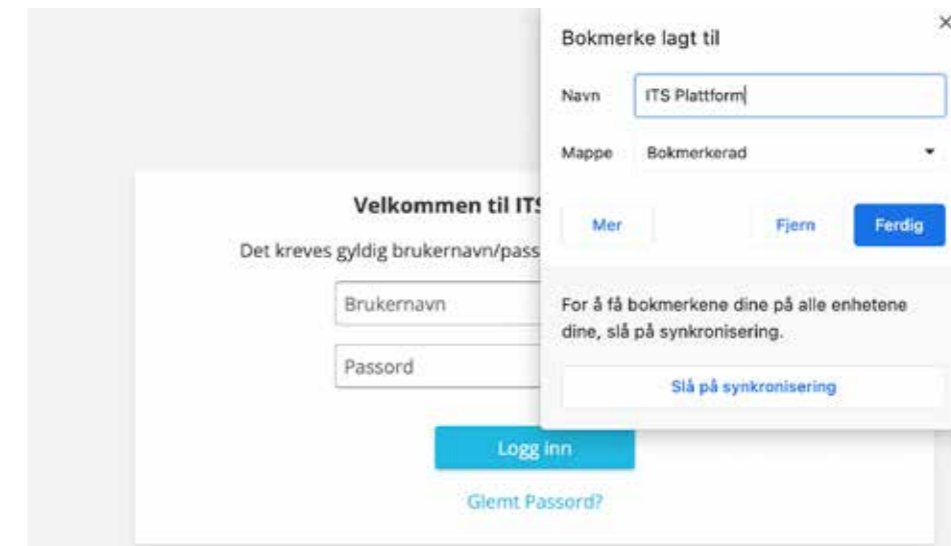 Bokmerke lagt til
Navn ITS Plattform
Mappe Bokmerkerad
Mer Fjern Ferdig
For å få bokmerkene dine på alle enhetene
dine, slå på synkronisering.
Slå på synkronisering
Velkommen til ITS
Det kreves gyldig brukernavn/pass
Brukernavn
Passord
Logg inn
Glemt Passord?